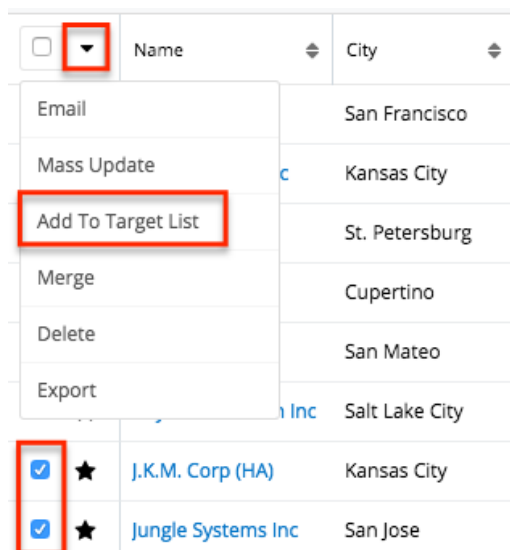 Name City
Email
San Francisco
Mass Update
c Kansas City
Add To Target List
St. Petersburg
Merge
Cupertino
Delete
San Mateo
Export
Inc Salt Lake City
J.K.M. Corp (HA) Kansas City
Jungle Systems Inc San Jose